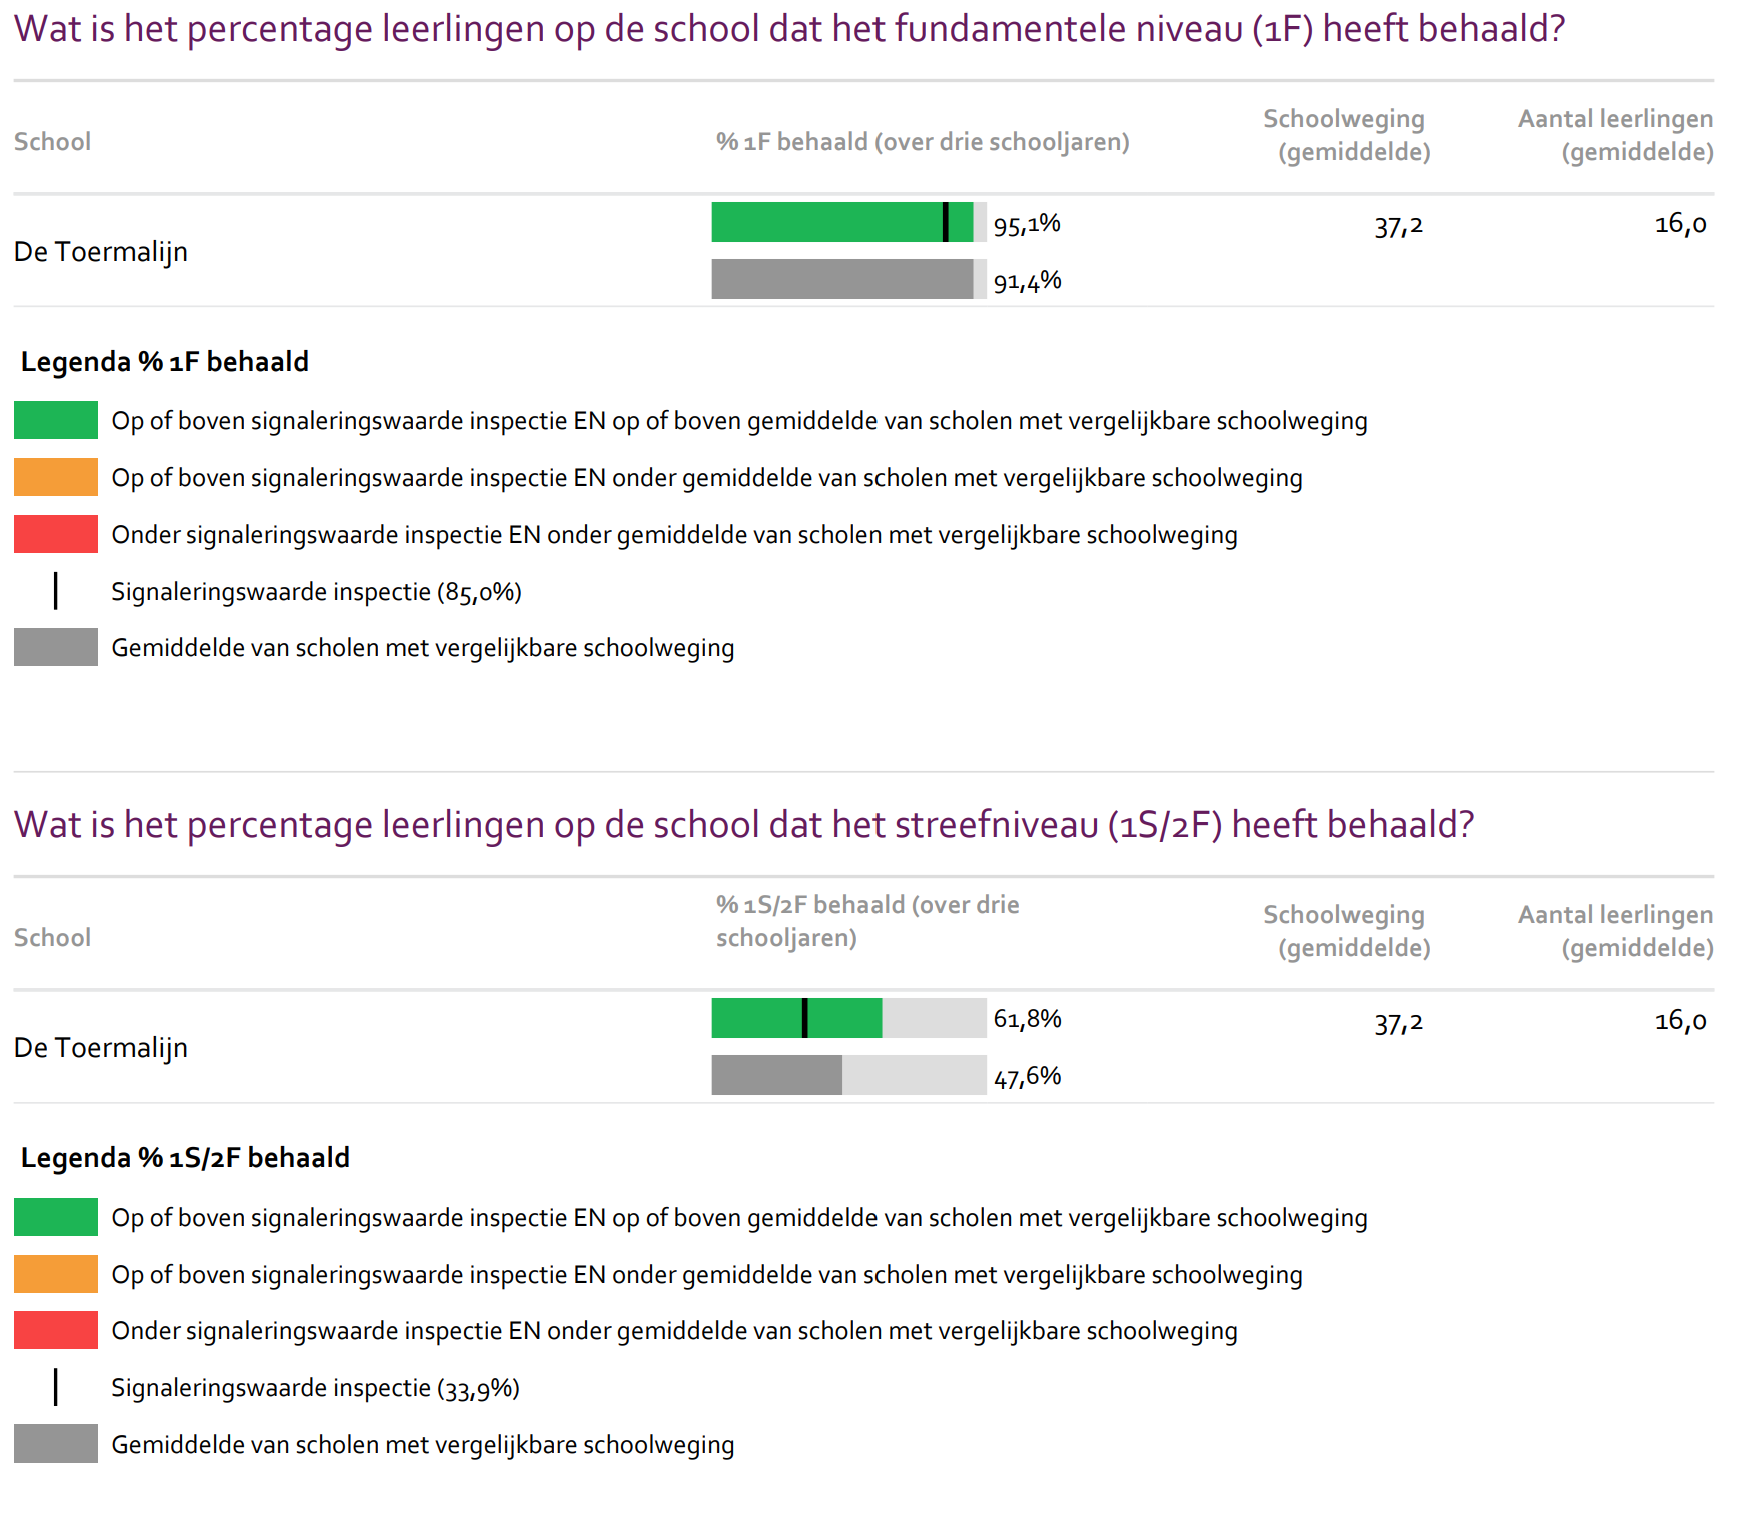 Wat is het percentage leerlingen op de school dat het fundamentele niveau (1F) heeft behaald?
School
% 1F behaald (over drie schooljaren)
Schoolweging
(gemiddelde)
Aantal leerlingen
(gemiddelde)
De Toermalijn
95,1%
91,4%
37,2
16,0
Legenda % 1F behaald
Op of boven signaleringswaarde inspectie EN op of boven gemiddelde van scholen met vergelijkbare schoolweging
Op of boven signaleringswaarde inspectie EN onder gemiddelde van scholen met vergelijkbare schoolweging
Onder signaleringswaarde inspectie EN onder gemiddelde van scholen met vergelijkbare schoolweging
Signaleringswaarde inspectie (85,0%)
Gemiddelde van scholen met vergelijkbare schoolweging
Wat is het percentage leerlingen op de school dat het streefniveau (1S/2F) heeft behaald?
School
% 1S/2F behaald (over drie
schooljaren)
Schoolweging
(gemiddelde)
Aantal leerlingen
(gemiddelde)
De Toermalijn
61,8%
47,6%
37,2
16,0
Legenda % 1S/2F behaald
Op of boven signaleringswaarde inspectie EN op of boven gemiddelde van scholen met vergelijkbare schoolweging
Op of boven signaleringswaarde inspectie EN onder gemiddelde van scholen met vergelijkbare schoolweging
Onder signaleringswaarde inspectie EN onder gemiddelde van scholen met vergelijkbare schoolweging
Signaleringswaarde inspectie (33,9%)
Gemiddelde van scholen met vergelijkbare schoolweging